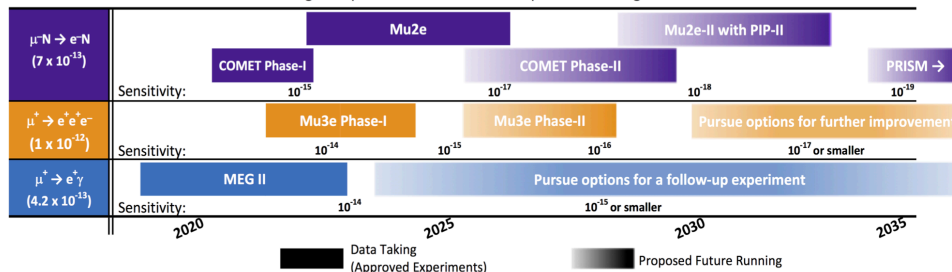 μ⁻N → e⁻N
(7 x 10⁻¹³)
Mu2e
Mu2e-II with PIP-II
COMET Phase-I
COMET Phase-II
PRISM →
Sensitivity: 10⁻¹⁵ 10⁻¹⁷ 10⁻¹⁸ 10⁻¹⁹
μ⁺ → e⁺e⁺e⁻
(1 x 10⁻¹²)
Mu3e Phase-I
Mu3e Phase-II
Pursue options for further improvement
Sensitivity: 10⁻¹⁴ 10⁻¹⁵ 10⁻¹⁶ 10⁻¹⁷ or smaller
μ⁺ → e⁺γ
(4.2 x 10⁻¹³)
MEG II
Pursue options for a follow-up experiment
Sensitivity: 10⁻¹⁴ 10⁻¹⁵ or smaller
2020 2025 2030 2035
Data Taking
(Approved Experiments)
Proposed Future Running